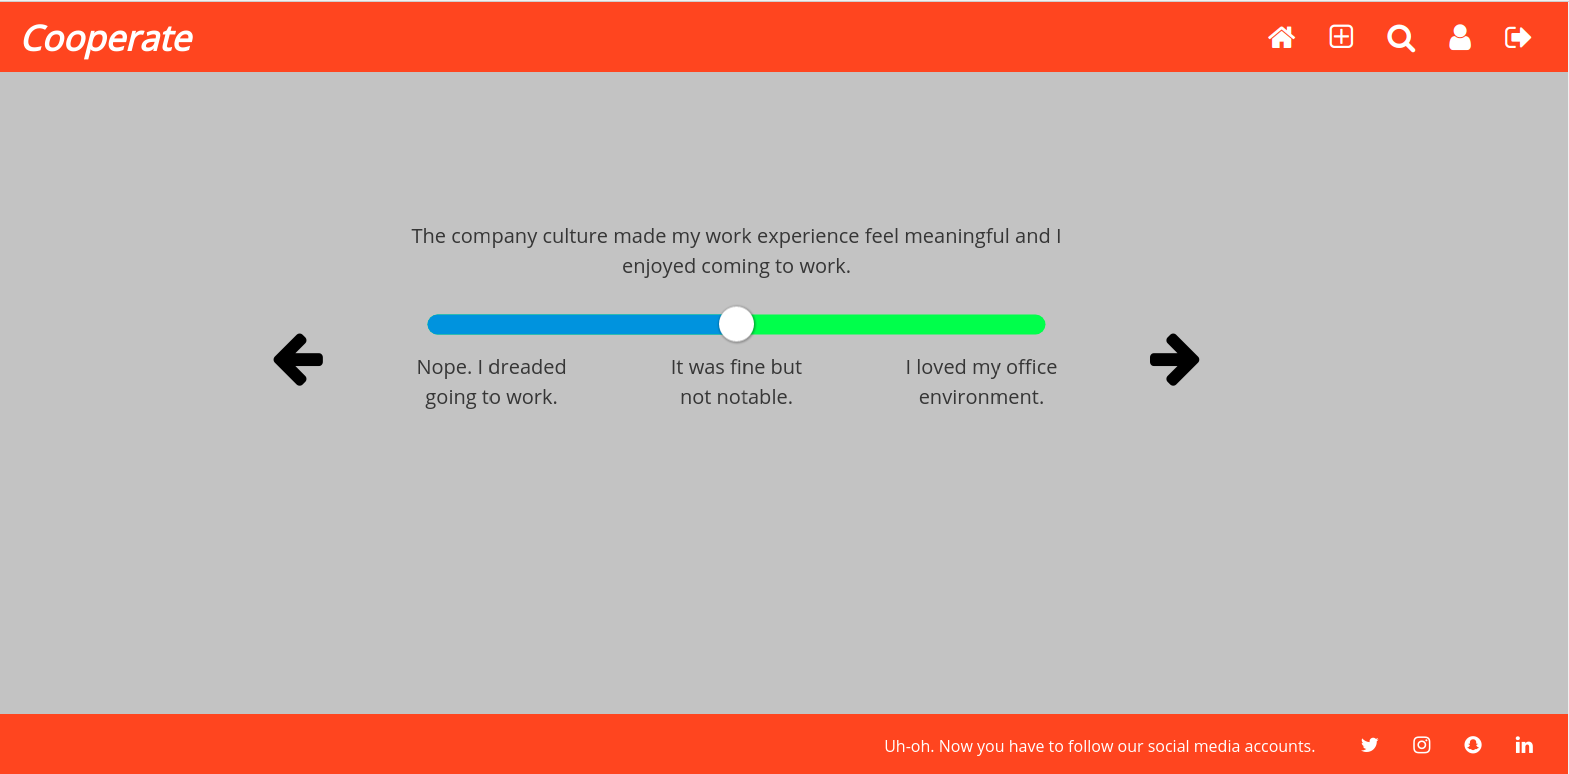 Cooperate
The company culture made my work experience feel meaningful and I
enjoyed coming to work.
Nope. I dreaded
going to work.
It was fine but
not notable.
I loved my office
environment.
Uh-oh. Now you have to follow our social media accounts.